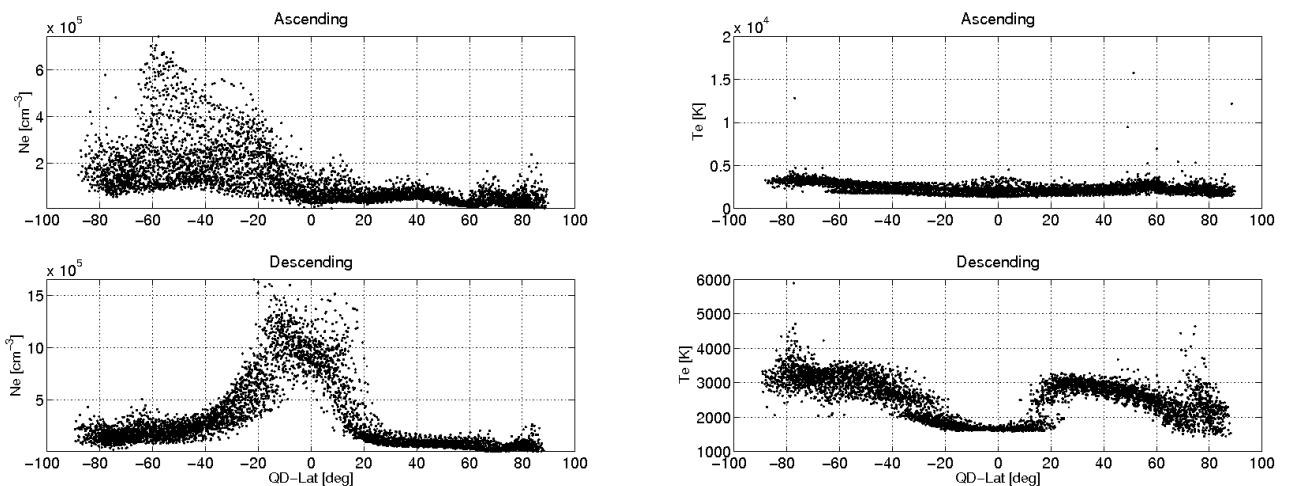 Ascending
x 10^5
Ne [cm^−3]
6
4
2
−100 −80 −60 −40 −20 0 20 40 60 80 100
Ascending
x 10^4
Te [K]
2
1.5
1
0.5
0
−100 −80 −60 −40 −20 0 20 40 60 80 100
Descending
x 10^5
Ne [cm^−3]
15
10
5
−100 −80 −60 −40 −20 0 20 40 60 80 100
QD−Lat [deg]
Descending
Te [K]
6000
5000
4000
3000
2000
1000
−100 −80 −60 −40 −20 0 20 40 60 80 100
QD−Lat [deg]